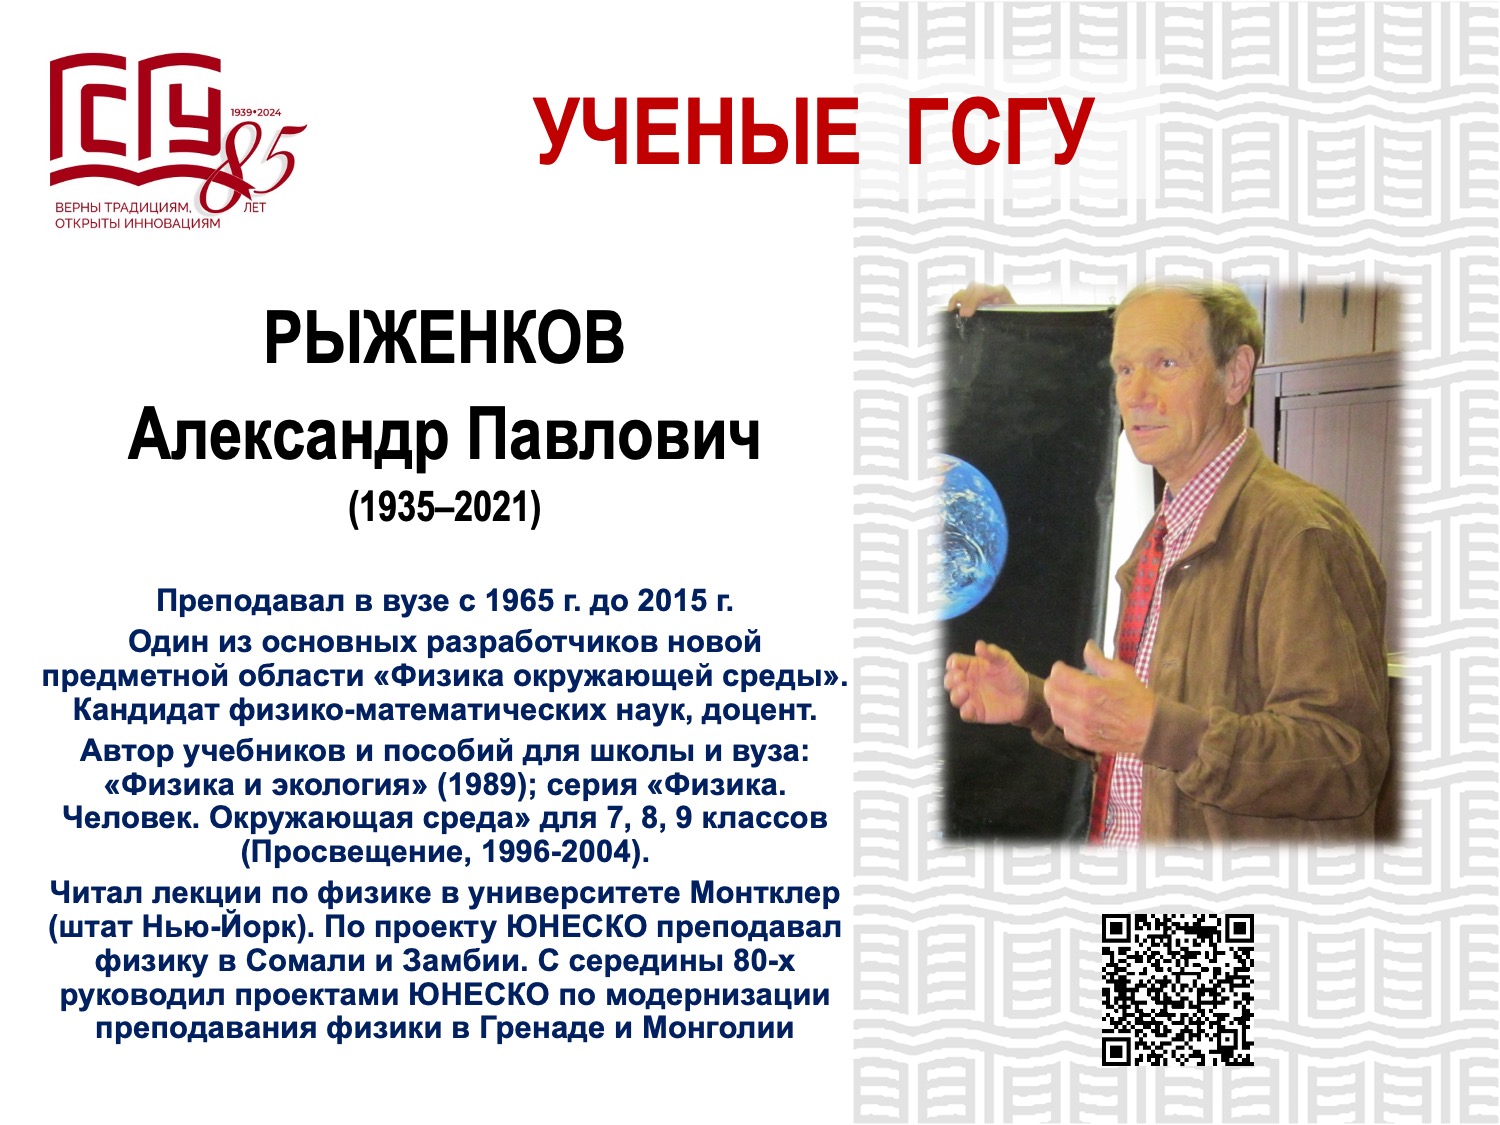 ГСГУ
1939•2024
85
ВЕРНЫ ТРАДИЦИЯМ, ЛЕТ
ОТКРЫТЫ ИННОВАЦИЯМ
УЧЕНЫЕ ГСГУ
РЫЖЕНКОВ
Александр Павлович
(1935–2021)
Преподавал в вузе с 1965 г. до 2015 г.
Один из основных разработчиков новой
предметной области «Физика окружающей среды».
Кандидат физико-математических наук, доцент.
Автор учебников и пособий для школы и вуза:
«Физика и экология» (1989); серия «Физика.
Человек. Окружающая среда» для 7, 8, 9 классов
(Просвещение, 1996-2004).
Читал лекции по физике в университете Монтклер
(штат Нью-Йорк). По проекту ЮНЕСКО преподавал
физику в Сомали и Замбии. С середины 80-х
руководил проектами ЮНЕСКО по модернизации
преподавания физики в Гренаде и Монголии